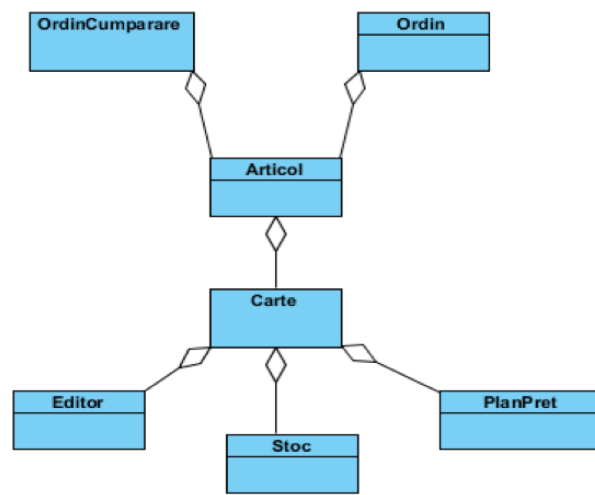 OrdinCumparare
Ordin
Articol
Carte
Editor
PlanPret
Stoc